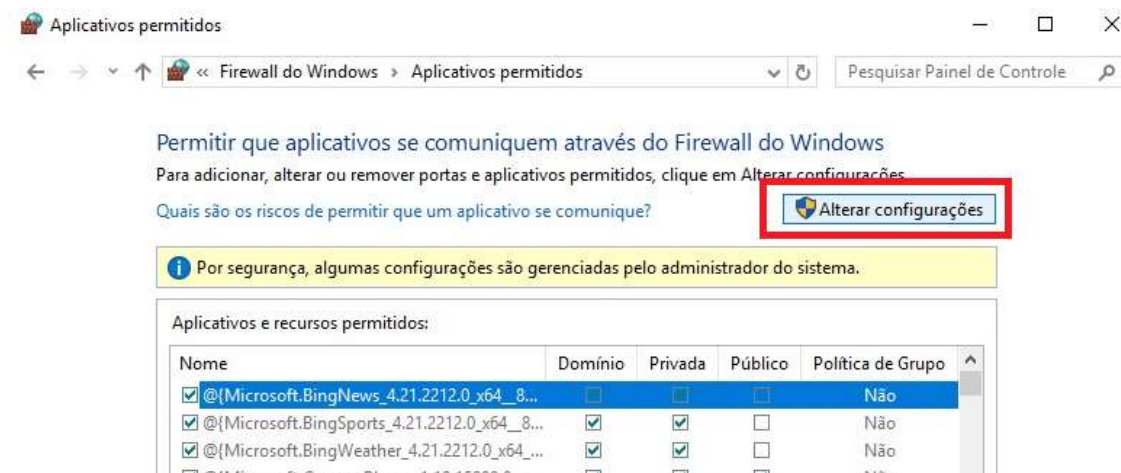 Aplicativos permitidos
« Firewall do Windows › Aplicativos permitidos
Pesquisar Painel de Controle
Permitir que aplicativos se comuniquem através do Firewall do Windows
Para adicionar, alterar ou remover portas e aplicativos permitidos, clique em Alterar configurações.
Quais são os riscos de permitir que um aplicativo se comunique?
Alterar configurações
Por segurança, algumas configurações são gerenciadas pelo administrador do sistema.
Aplicativos e recursos permitidos:
Nome Domínio Privada Público Política de Grupo
@{Microsoft.BingNews_4.21.2212.0_x64__8... Não
@{Microsoft.BingSports_4.21.2212.0_x64__8... Não
@{Microsoft.BingWeather_4.21.2212.0_x64_... Não